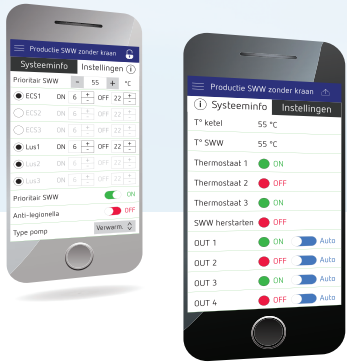 Productie SWW zonder kraan
Systeeminfo Instellingen i
Prioritair SWW - 55 + °C
ECS1 ON 6 + - OFF 22 + -
ECS2 ON 6 + - OFF 22 + -
ECS3 ON 6 + - OFF 22 + -
Lus1 ON 6 + - OFF 22 + -
Lus2 ON 6 + - OFF 22 + -
Lus3 ON 6 + - OFF 22 + -
Prioritair SWW ON
Anti-legionella OFF
Type pomp Verwarm.
Productie SWW zonder kraan
i Systeeminfo Instellingen
T° ketel 55 °C
T° SWW 55 °C
Thermostaat 1 ON
Thermostaat 2 OFF
Thermostaat 3 ON
SWW herstarten OFF
OUT 1 ON Auto
OUT 2 OFF Auto
OUT 3 ON Auto
OUT 4 OFF Auto